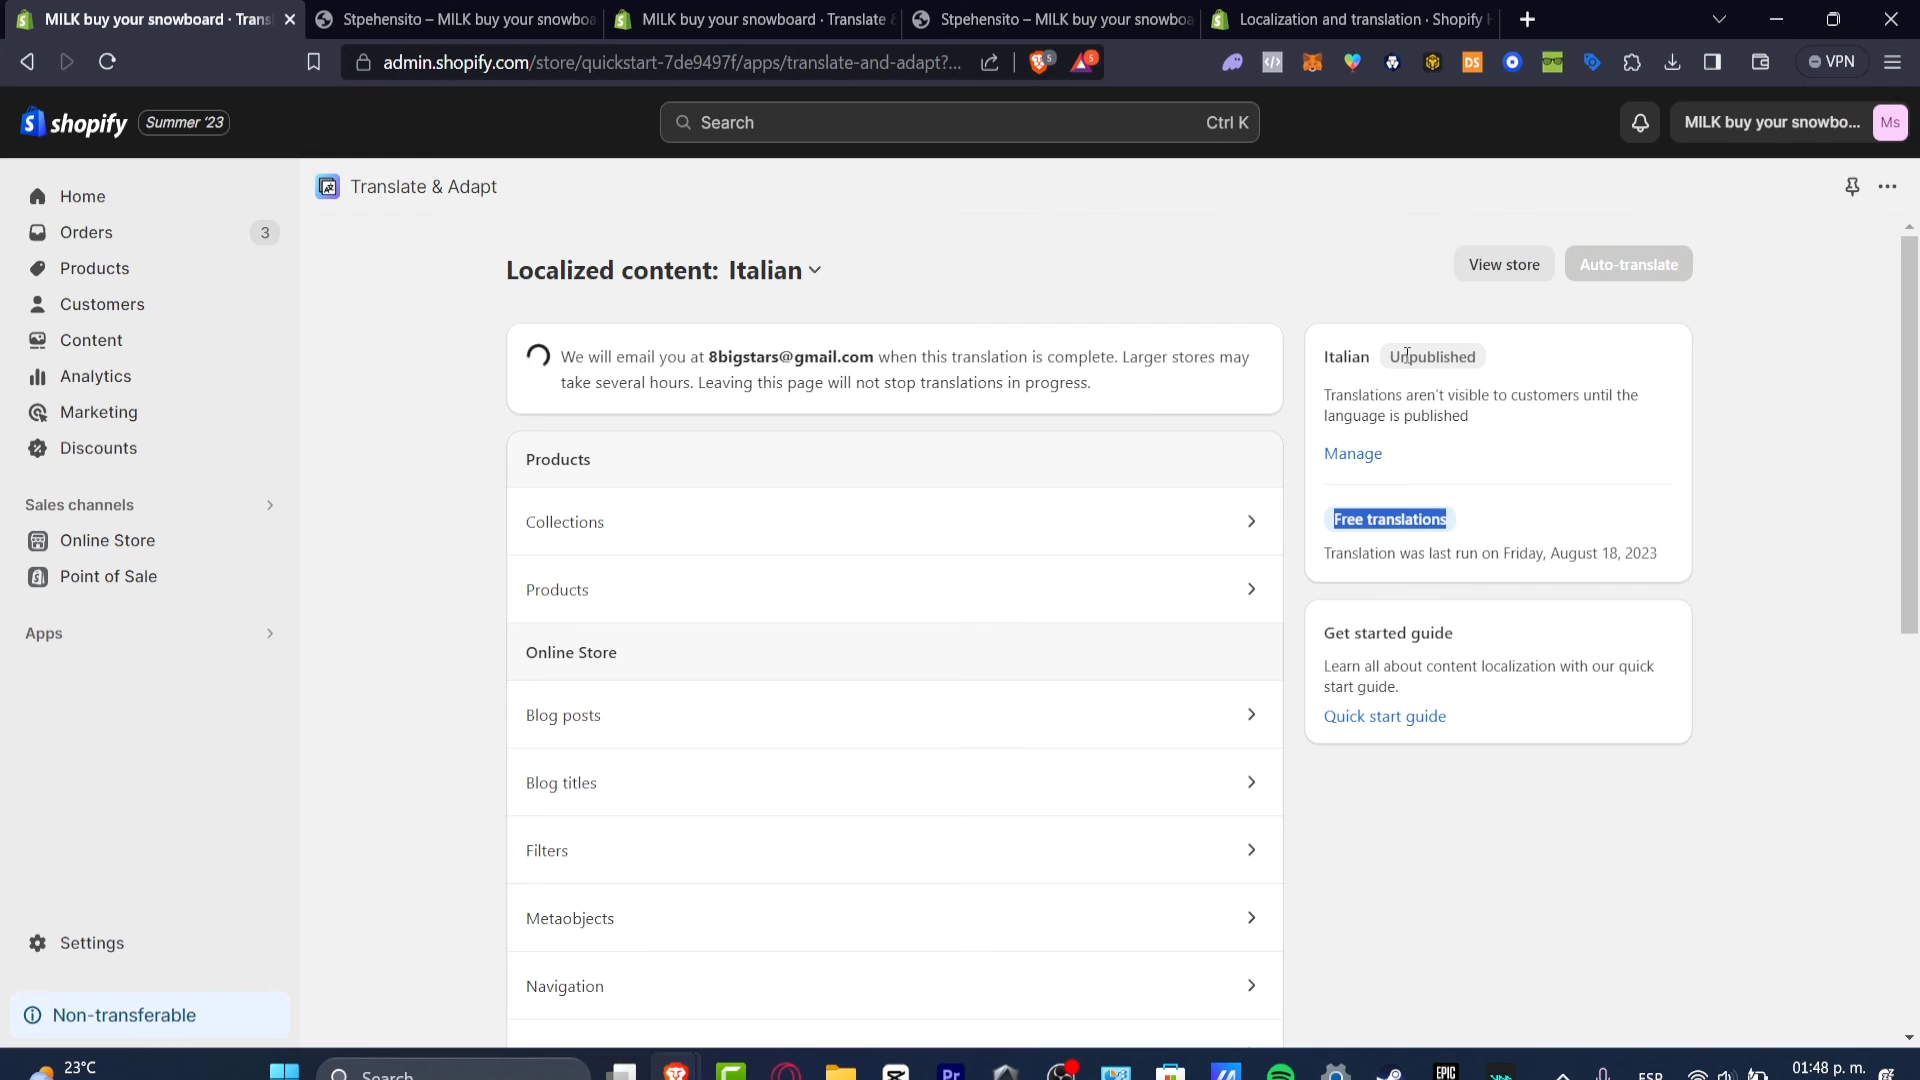 MILK buy your snowboard · Trans
Stpehensito – MILK buy your snowboa
MILK buy your snowboard · Translate &
Stpehensito – MILK buy your snowboa
Localization and translation · Shopify H
admin.shopify.com/store/quickstart-7de9497f/apps/translate-and-adapt?...
VPN
shopify
Summer '23
Search
Ctrl K
MILK buy your snowbo...
Ms
Home
Orders
3
Products
Customers
Content
Analytics
Marketing
Discounts
Sales channels
Online Store
Point of Sale
Apps
Settings
Non-transferable
Translate & Adapt
Localized content: Italian
View store
Auto-translate
We will email you at 8bigstars@gmail.com when this translation is complete. Larger stores may
take several hours. Leaving this page will not stop translations in progress.
Products
Collections
Products
Online Store
Blog posts
Blog titles
Filters
Metaobjects
Navigation
Italian
Unpublished
Translations aren't visible to customers until the
language is published
Manage
Free translations
Translation was last run on Friday, August 18, 2023
Get started guide
Learn all about content localization with our quick
start guide.
Quick start guide
23°C
Search
Pr
EPIC
ESP
01:48 p. m.